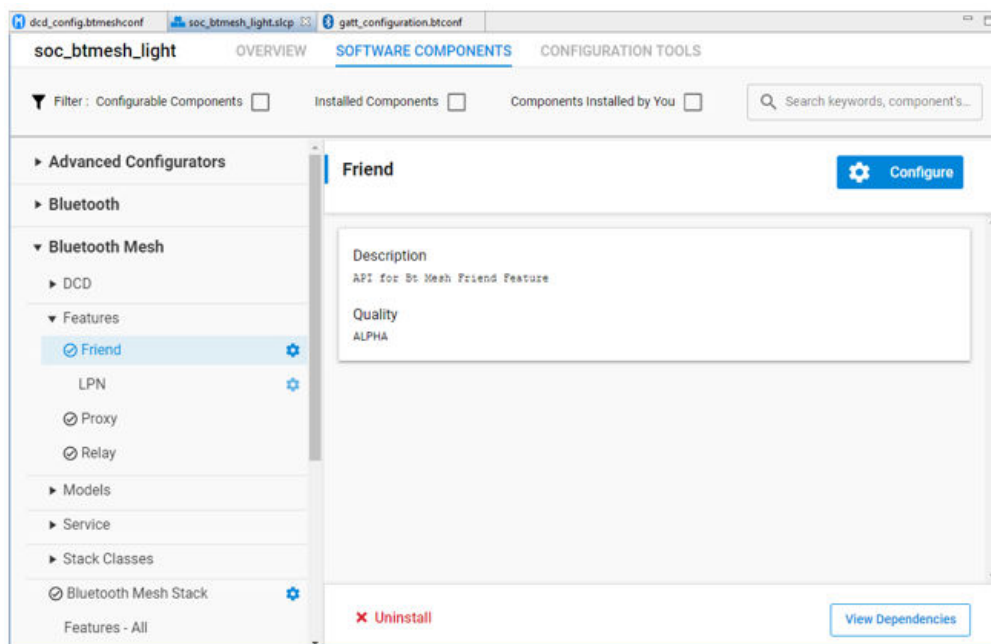 dcd_config.btmeshconf soc_btmesh_light.slcp gatt_configuration.btconf
soc_btmesh_light OVERVIEW SOFTWARE COMPONENTS CONFIGURATION TOOLS
Filter : Configurable Components Installed Components Components Installed by You Search keywords, component's...
Advanced Configurators
Bluetooth
Bluetooth Mesh
DCD
Features
Friend
LPN
Proxy
Relay
Models
Service
Stack Classes
Bluetooth Mesh Stack
Features - All
Friend
Configure
Description
API for Bt Mesh Friend Feature
Quality
ALPHA
Uninstall
View Dependencies